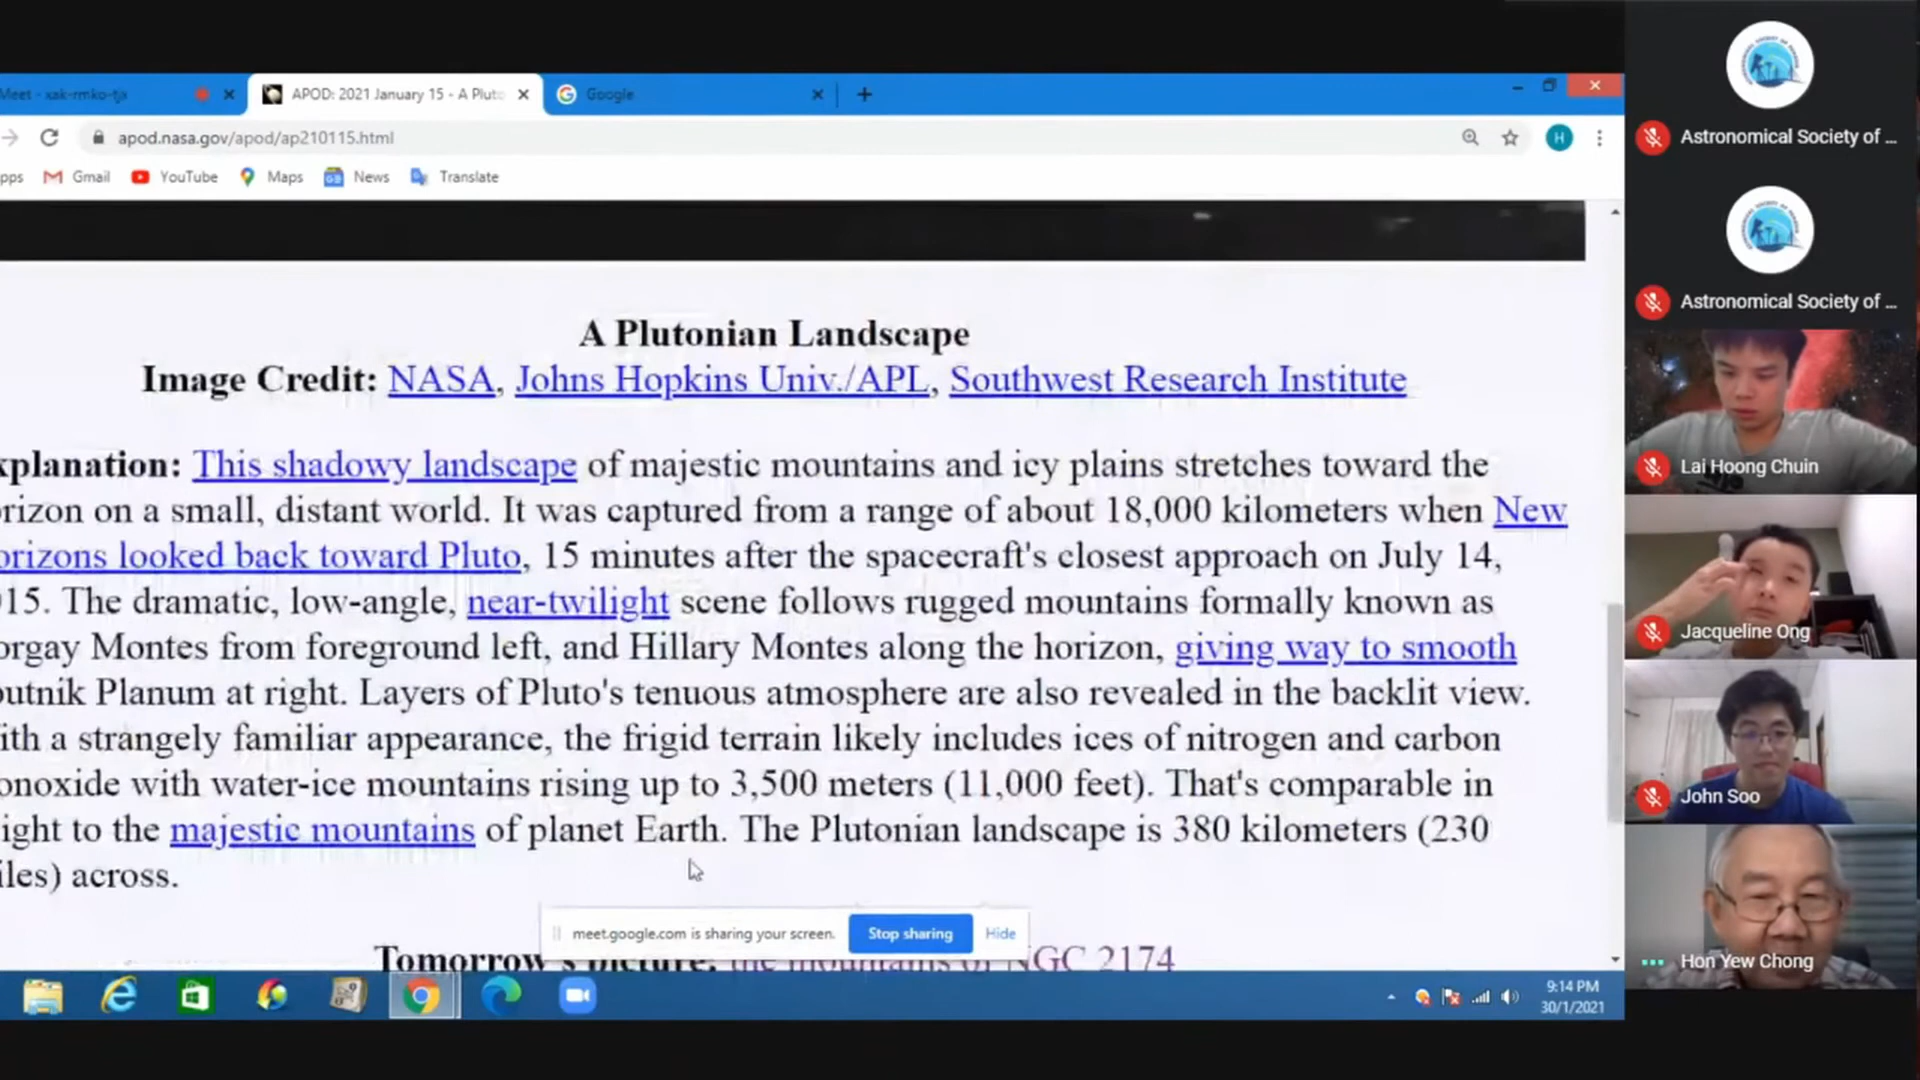 Meet - xak-rmko-tjx
APOD: 2021 January 15 - A Pluto
Google
apod.nasa.gov/apod/ap210115.html
H
pps
Gmail
YouTube
Maps
News
Translate
A Plutonian Landscape
Image Credit: NASA, Johns Hopkins Univ./APL, Southwest Research Institute
xplanation: This shadowy landscape of majestic mountains and icy plains stretches toward the
rizon on a small, distant world. It was captured from a range of about 18,000 kilometers when New
orizons looked back toward Pluto, 15 minutes after the spacecraft's closest approach on July 14,
15. The dramatic, low-angle, near-twilight scene follows rugged mountains formally known as
orgay Montes from foreground left, and Hillary Montes along the horizon, giving way to smooth
outnik Planum at right. Layers of Pluto's tenuous atmosphere are also revealed in the backlit view.
ith a strangely familiar appearance, the frigid terrain likely includes ices of nitrogen and carbon
onoxide with water-ice mountains rising up to 3,500 meters (11,000 feet). That's comparable in
ight to the majestic mountains of planet Earth. The Plutonian landscape is 380 kilometers (230
iles) across.
meet.google.com is sharing your screen.
Stop sharing
Hide
Tomorrow's picture: the mountains of NGC 2174
9:14 PM
30/1/2021
Astronomical Society of ...
Astronomical Society of ...
Lai Hoong Chuin
Jacqueline Ong
John Soo
Hon Yew Chong